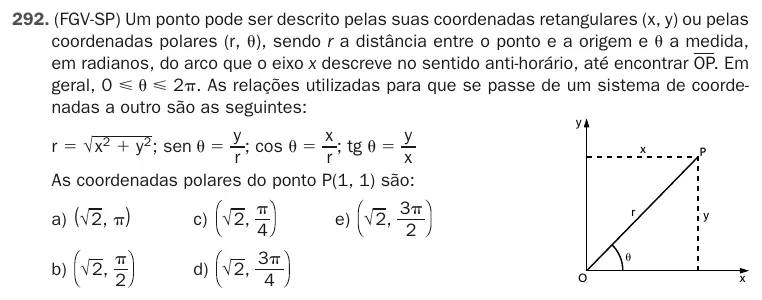 292. (FGV-SP) Um ponto pode ser descrito pelas suas coordenadas retangulares (x, y) ou pelas
coordenadas polares (r, θ), sendo r a distância entre o ponto e a origem e θ a medida,
em radianos, do arco que o eixo x descreve no sentido anti-horário, até encontrar O̅P̅. Em
geral, 0 ⩽ θ ⩽ 2π. As relações utilizadas para que se passe de um sistema de coorde-
nadas a outro são as seguintes:
r = √(x² + y²); sen θ = y/r; cos θ = x/r; tg θ = y/x
As coordenadas polares do ponto P(1, 1) são:
a) (√2, π) c) (√2, π/4) e) (√2, 3π/2)
b) (√2, π/2) d) (√2, 3π/4)
y
x
P
r
y
θ
O
x